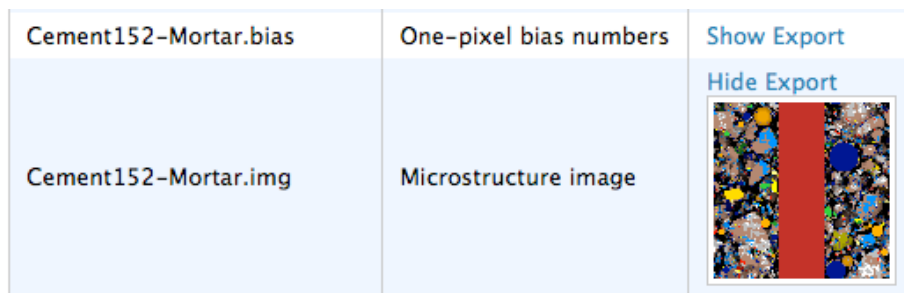 Cement152-Mortar.bias One-pixel bias numbers Show Export
Hide Export
Cement152-Mortar.img Microstructure image